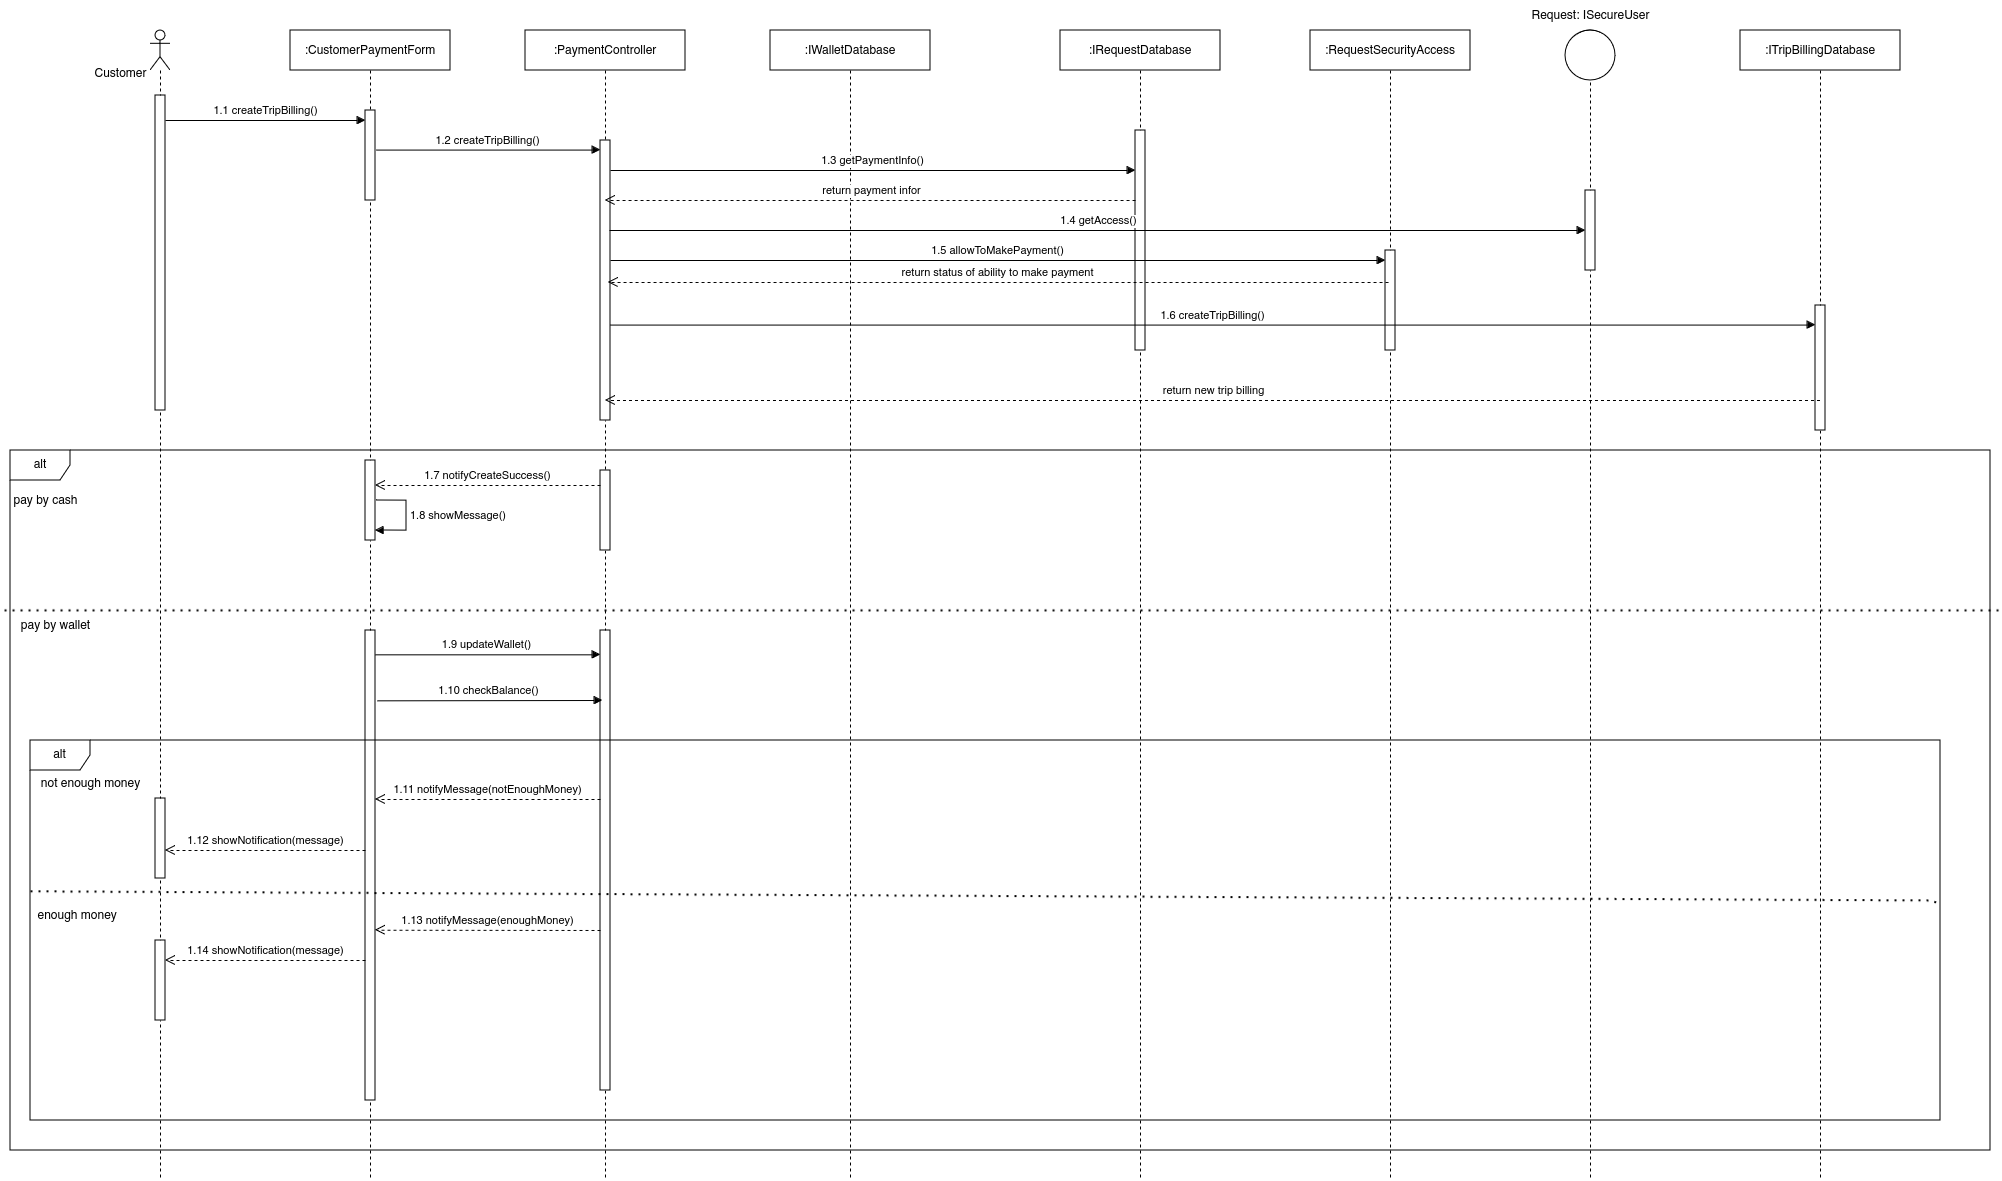 Request: ISecureUser
Customer
:CustomerPaymentForm
:PaymentController
:IWalletDatabase
:IRequestDatabase
:RequestSecurityAccess
:ITripBillingDatabase
1.1 createTripBilling()
1.2 createTripBilling()
1.3 getPaymentInfo()
return payment infor
1.4 getAccess()
1.5 allowToMakePayment()
return status of ability to make payment
1.6 createTripBilling()
return new trip billing
alt
pay by cash
1.7 notifyCreateSuccess()
1.8 showMessage()
pay by wallet
1.9 updateWallet()
1.10 checkBalance()
alt
not enough money
1.11 notifyMessage(notEnoughMoney)
1.12 showNotification(message)
enough money
1.13 notifyMessage(enoughMoney)
1.14 showNotification(message)